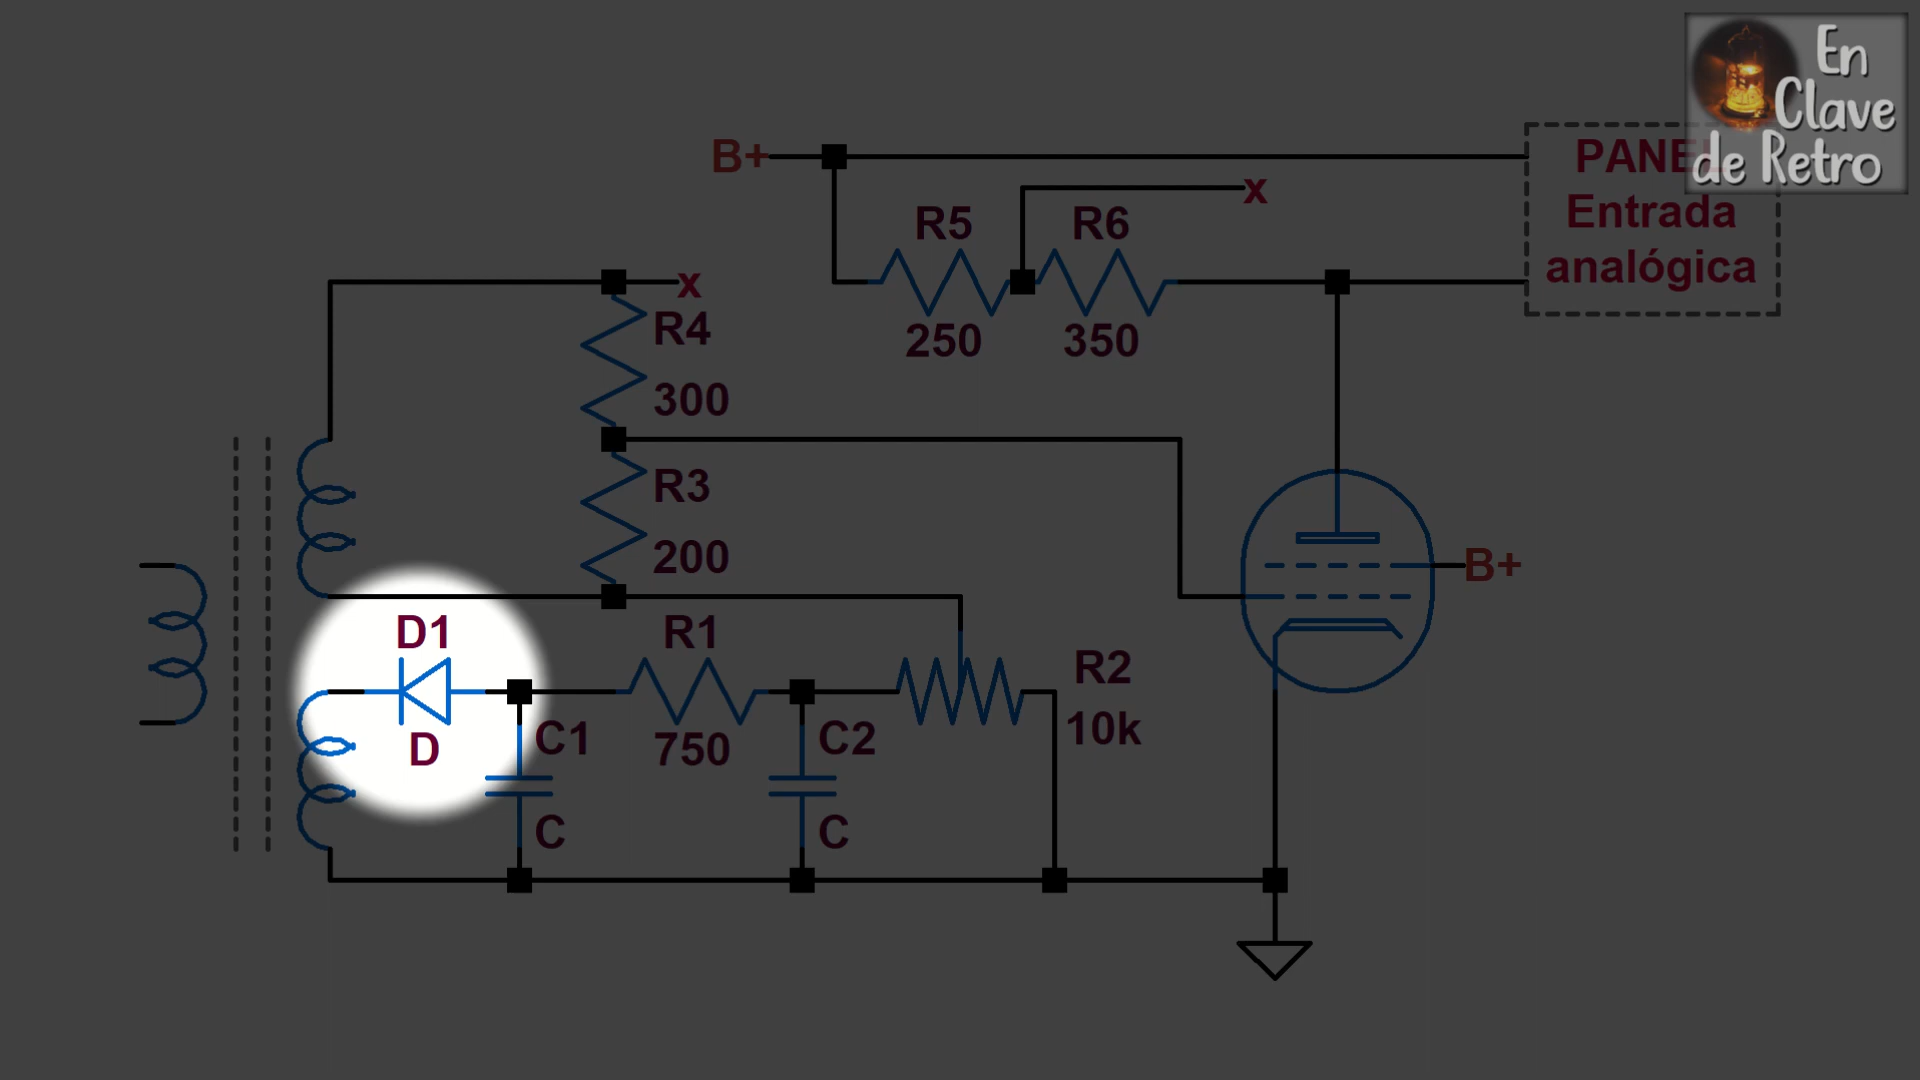 En
Clave
de Retro
B+
PANE
Entrada
analógica
x
R5
R6
250
350
x
R4
300
R3
200
B+
D1
D
R1
750
R2
10k
C1
C
C2
C